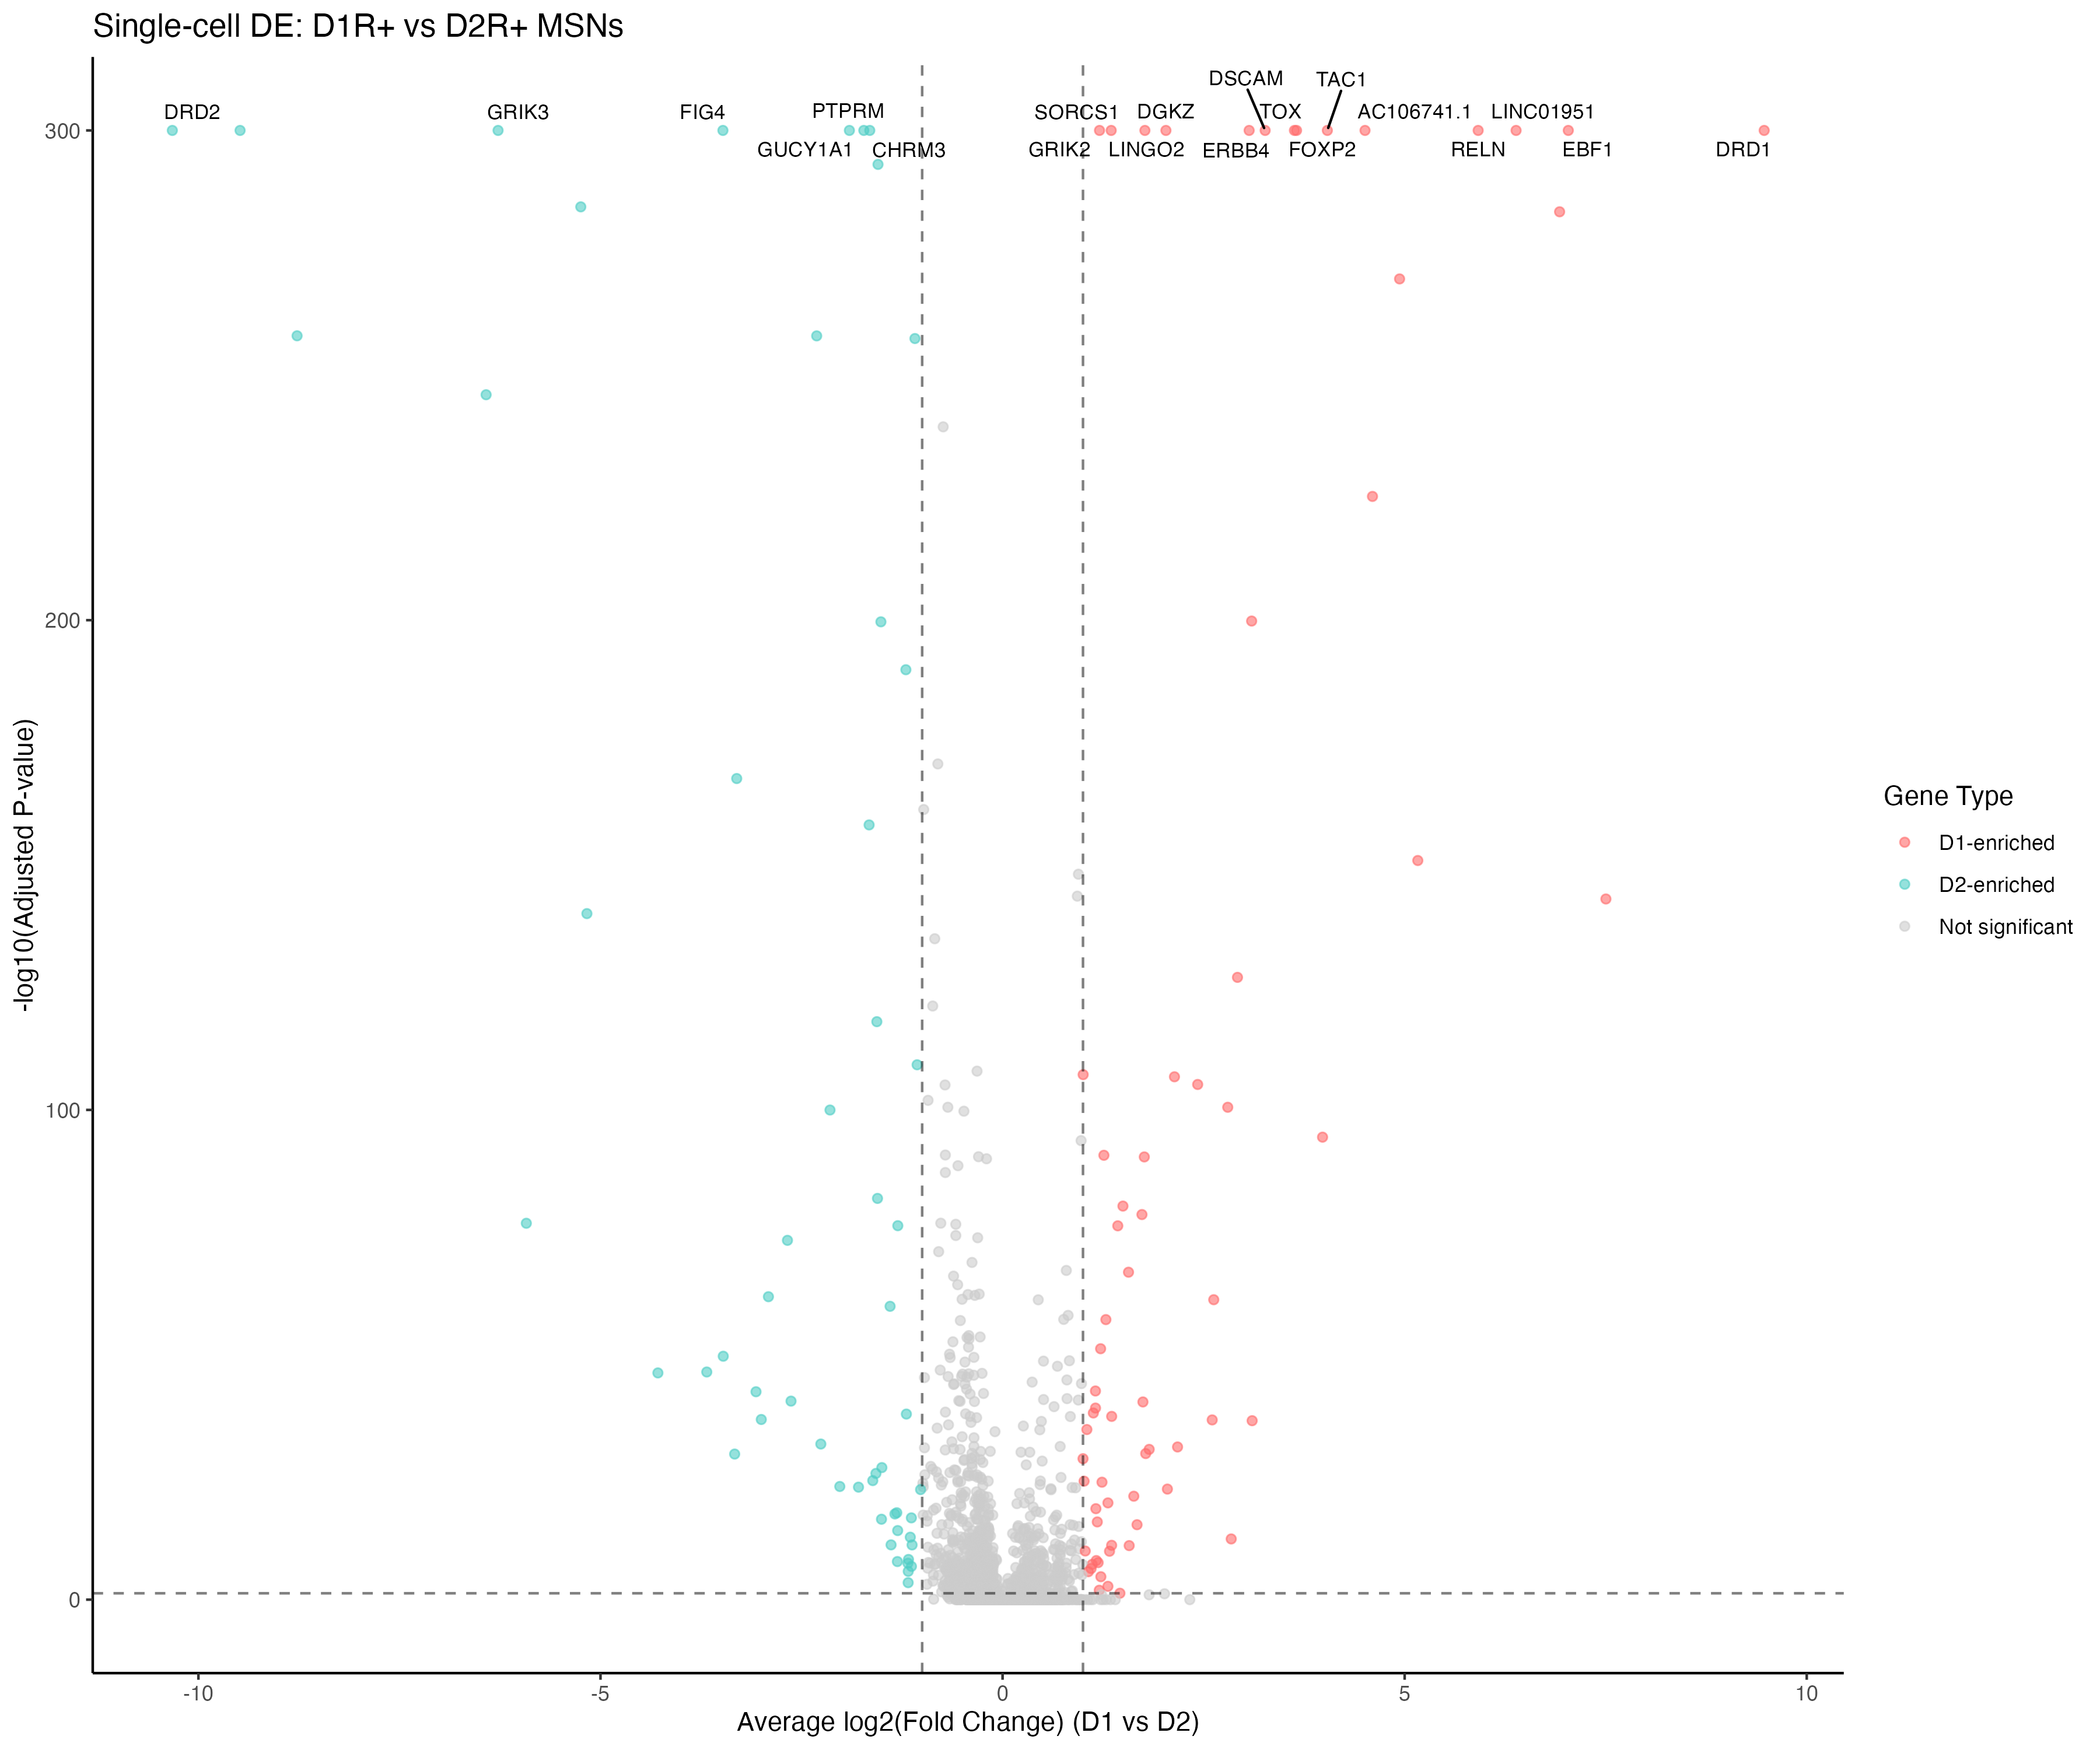 Single-cell DE: D1R+ vs D2R+ MSNs
DSCAM TAC1
DRD2 GRIK3 FIG4 PTPRM SORCS1 DGKZ TOX AC106741.1 LINC01951
300
GUCY1A1 CHRM3 GRIK2 LINGO2 ERBB4 FOXP2 RELN EBF1 DRD1
200
100
0
-log10(Adjusted P-value)
-10 -5 0 5 10
Average log2(Fold Change) (D1 vs D2)
Gene Type
D1-enriched
D2-enriched
Not significant